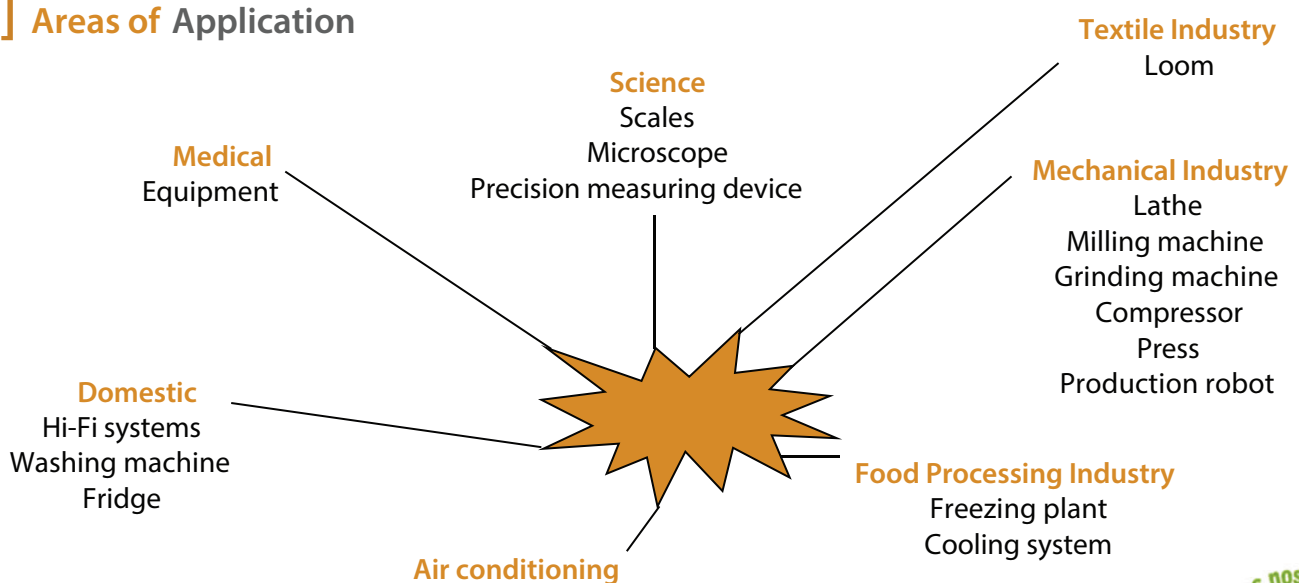 Areas of Application
Textile Industry
Loom
Science
Scales
Microscope
Precision measuring device
Medical
Equipment
Mechanical Industry
Lathe
Milling machine
Grinding machine
Compressor
Press
Production robot
Domestic
Hi-Fi systems
Washing machine
Fridge
Food Processing Industry
Freezing plant
Cooling system
Air conditioning